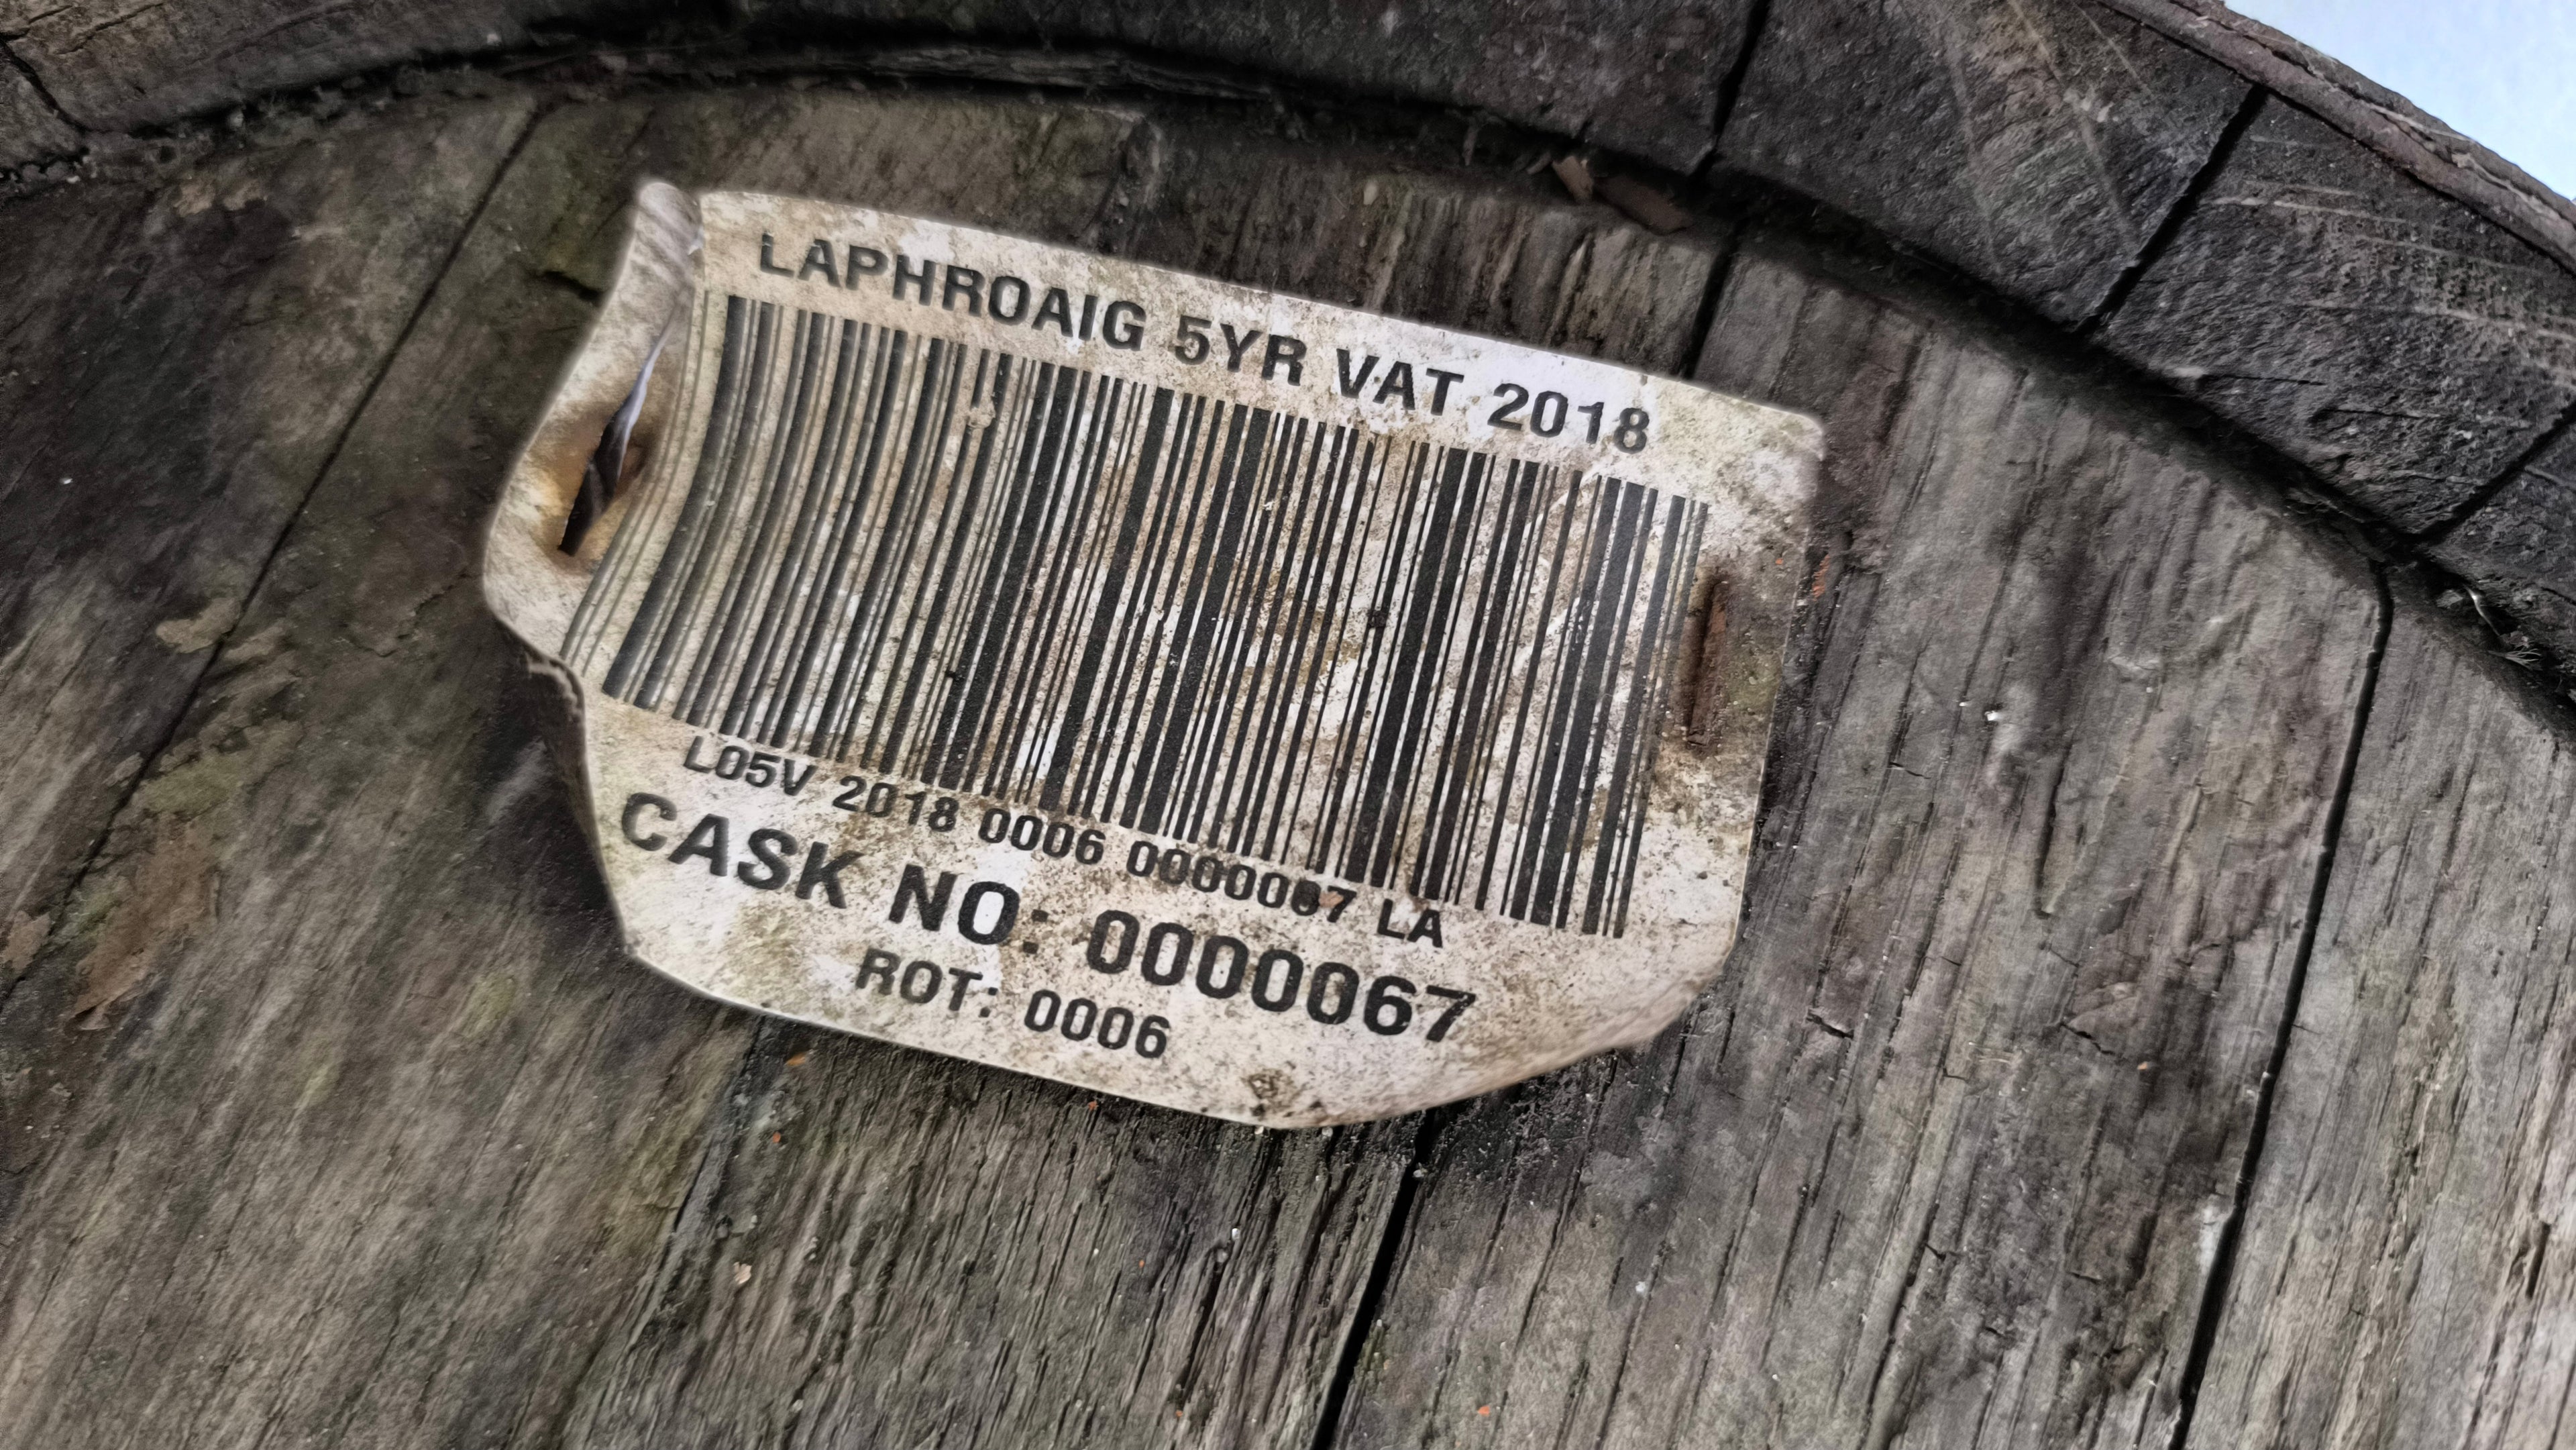 LAPHROAIG 5YR VAT 2018
L05V 2018 0006 0000067 LA
CASK NO: 0000067
ROT: 0006